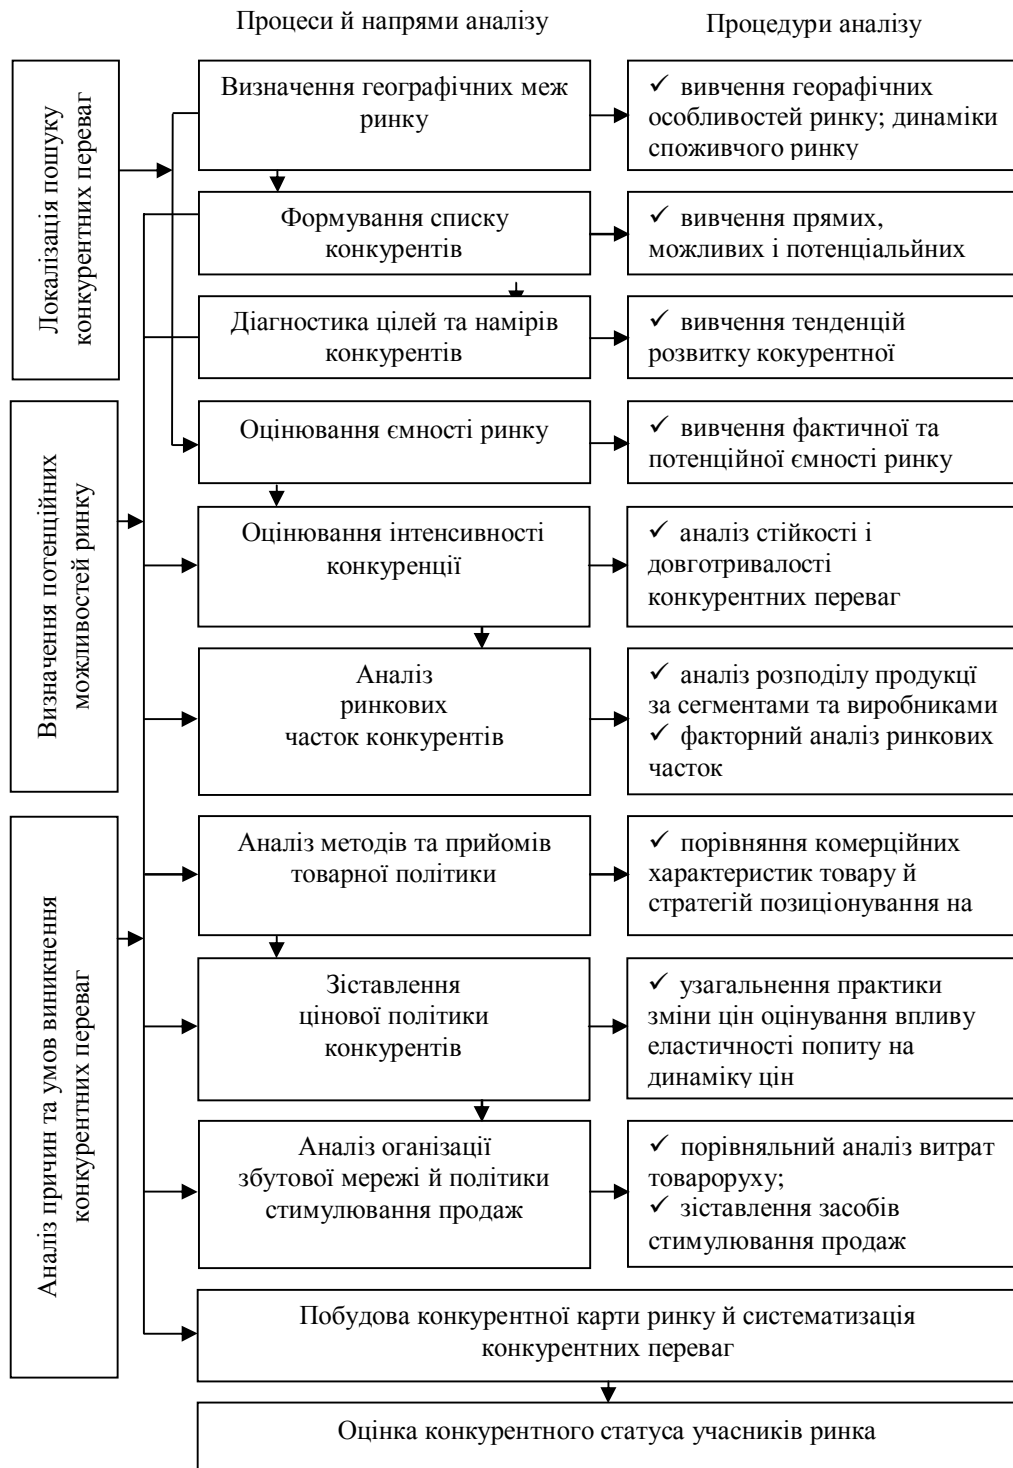 Процеси й напрями аналізу
Процедури аналізу
Локалізація пошуку
конкурентних переваг
Визначення географічних меж
ринку
✓ вивчення георафічних
особливостей ринку; динаміки
споживчого ринку
Формування списку
конкурентів
✓ вивчення прямих,
можливих і потенціальйних
Діагностика цілей та намірів
конкурентів
✓ вивчення тенденцій
розвитку кокурентної
Визначення потенційних
можливостей ринку
Оцінювання ємності ринку
✓ вивчення фактичної та
потенційної ємності ринку
Оцінювання інтенсивності
конкуренції
✓ аналіз стійкості і
довготривалості
конкурентних переваг
Аналіз
ринкових
часток конкурентів
✓ аналіз розподілу продукцї
за сегментами та виробниками
✓ факторний аналіз ринкових
часток
Аналіз причин та умов виникнення
конкурентних переваг
Аналіз методів та прийомів
товарної політики
✓ порівняння комерційних
характеристик товару й
стратегій позиціонування на
Зіставлення
цінової політики
конкурентів
✓ узагальнення практики
зміни цін оцінування впливу
еластичності попиту на
динаміку цін
Аналіз оганізації
збутової мережі й політики
стимулювання продаж
✓ порівняльний аналіз витрат
товароруху;
✓ зіставлення засобів
стимулювання продаж
Побудова конкурентної карти ринку й систематизація
конкурентних переваг
Оцінка конкурентного статуса учасників ринка